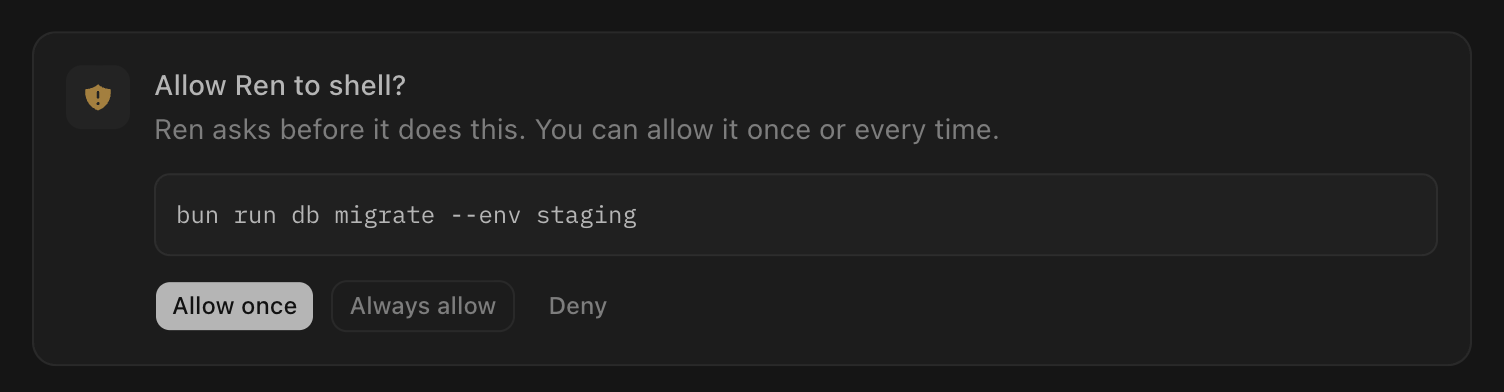 Allow Ren to shell?
Ren asks before it does this. You can allow it once or every time.
bun run db migrate --env staging
Allow once Always allow Deny